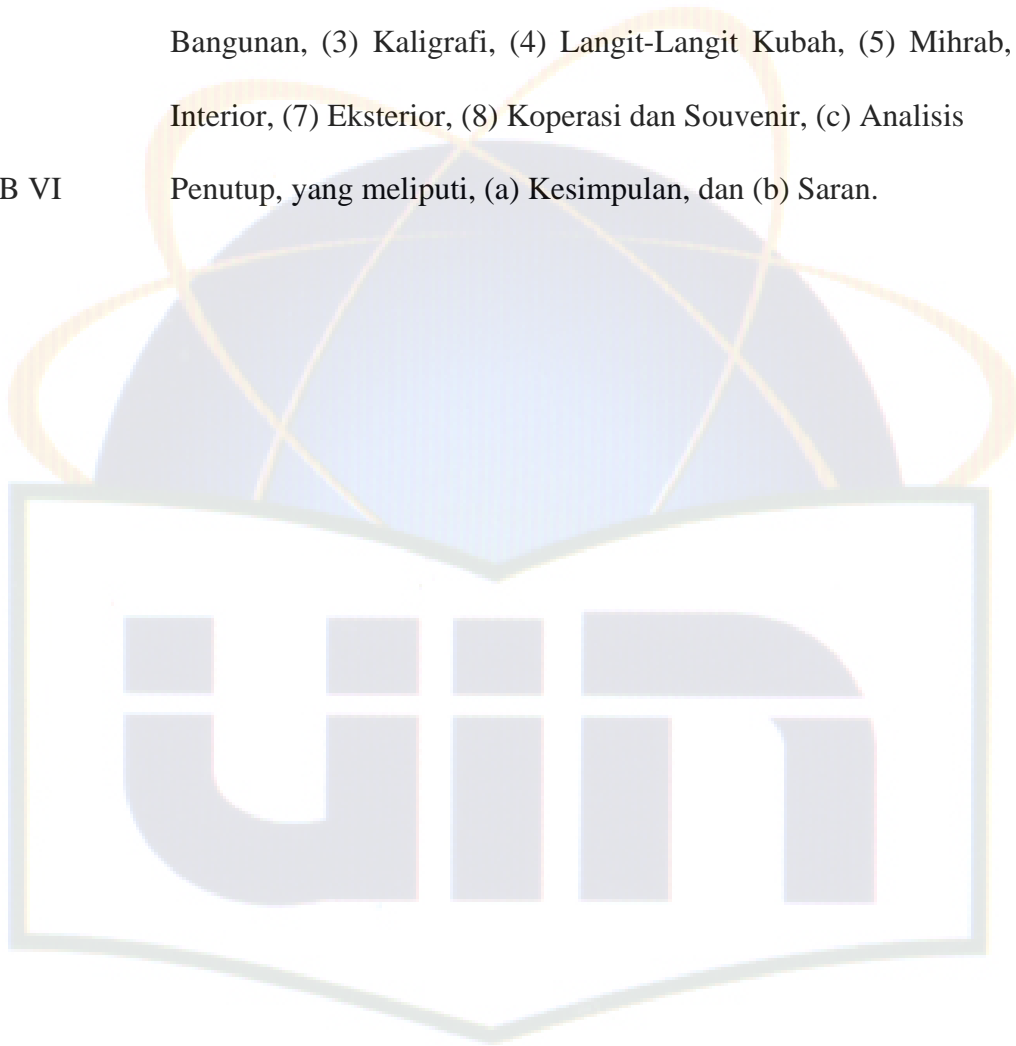 Bangunan, (3) Kaligrafi, (4) Langit-Langit Kubah, (5) Mihrab,
Interior, (7) Eksterior, (8) Koperasi dan Souvenir, (c) Analisis
B VI Penutup, yang meliputi, (a) Kesimpulan, dan (b) Saran.
uin